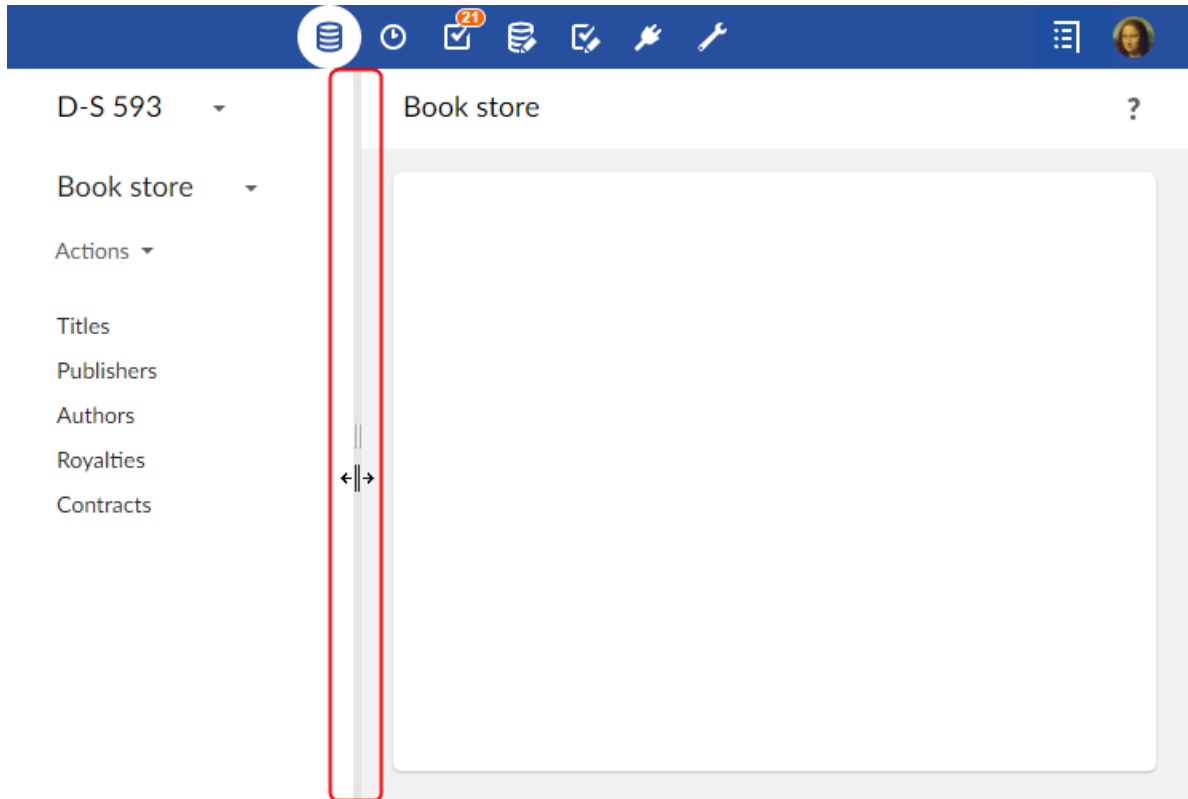 21
D-S 593
Book store
?
Book store
Actions
Titles
Publishers
Authors
Royalties
Contracts